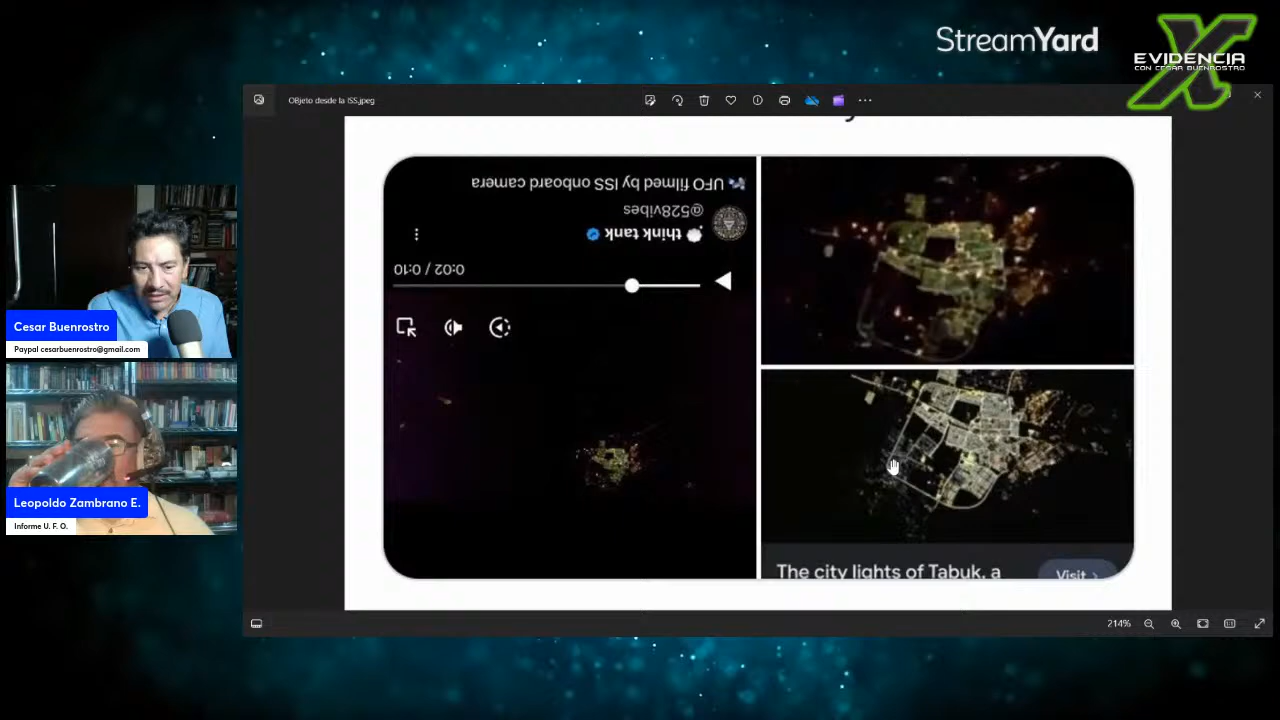 StreamYard
X
EVIDENCIA
CON CESAR BUENROSTRO
OBjeto desde la ISS.jpeg
UFO filmed by ISS onboard camera
@528vibes
think tank
0:02 / 0:10
The city lights of Tabuk, a
Visit >
Cesar Buenrostro
Paypal cesarbuenrostro@gmail.com
Leopoldo Zambrano E.
Informe U. F. O.
214%